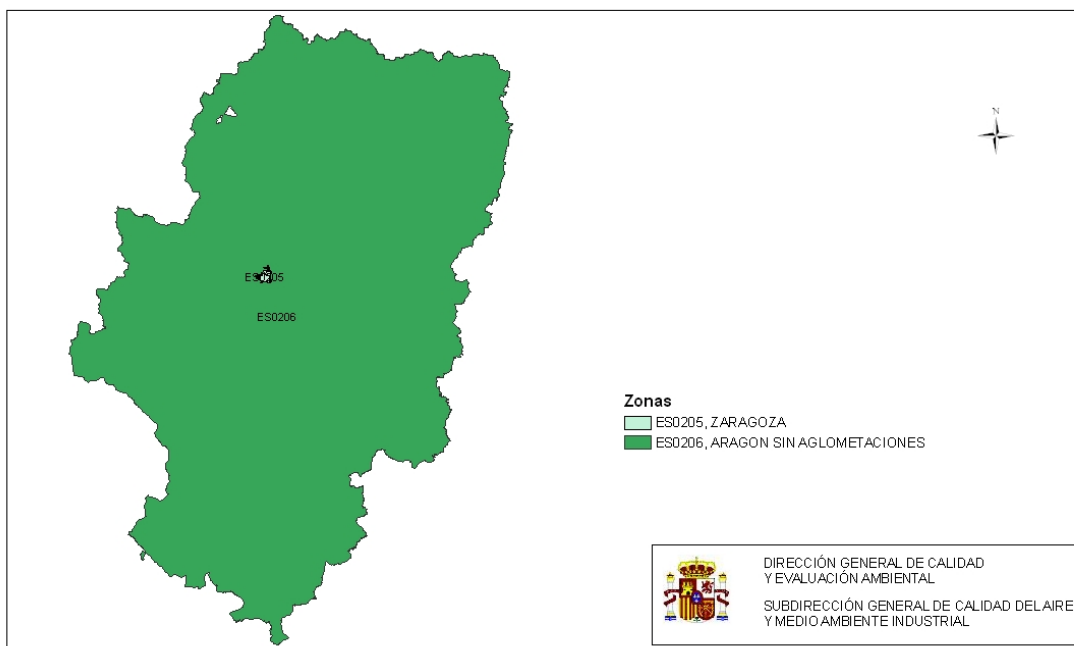 N
ES0205
ES0206
Zonas
ES0205, ZARAGOZA
ES0206, ARAGON SIN AGLOMETACIONES
DIRECCIÓN GENERAL DE CALIDAD
Y EVALUACIÓN AMBIENTAL
SUBDIRECCIÓN GENERAL DE CALIDAD DEL AIRE
Y MEDIO AMBIENTE INDUSTRIAL